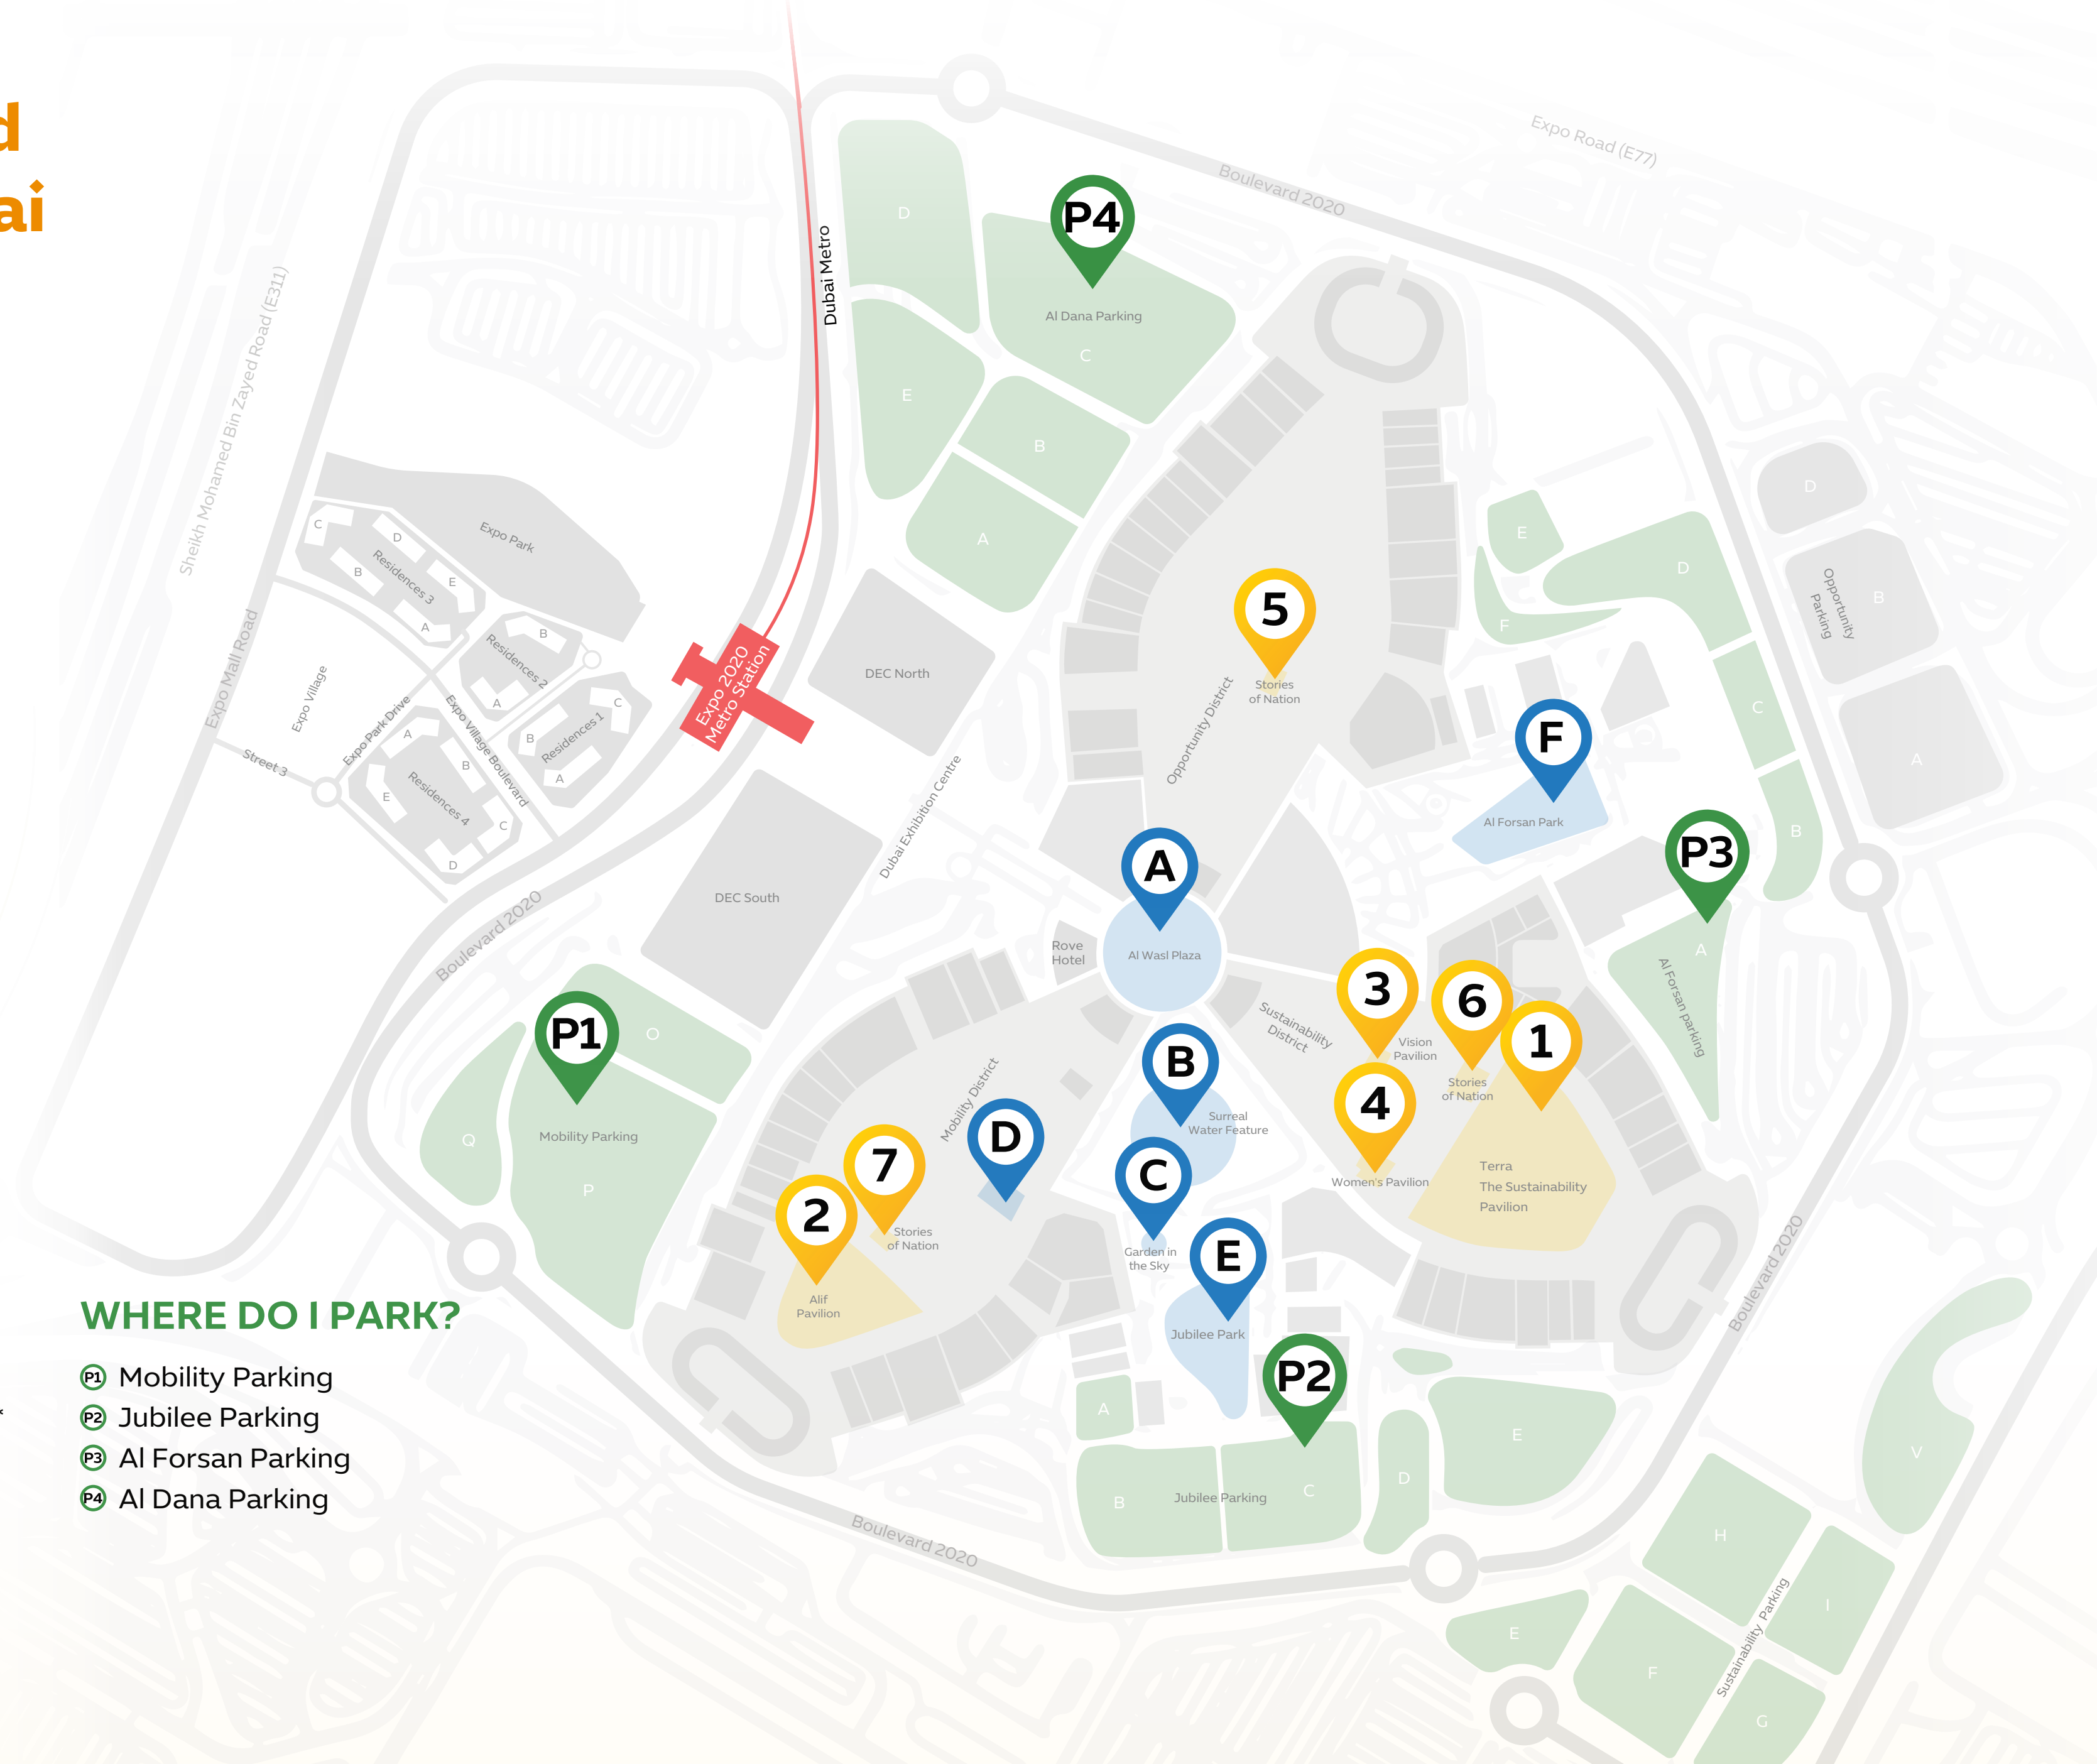 d
ai
Expo Road (E77)
Boulevard 2020
P4
Dubai Metro
D
Al Dana Parking
C
E
B
A
Sheikh Mohamed Bin Zayed Road (E311)
Expo Mall Road
Expo Park
C
D
B
Residences 3
E
A
B
Residences 2
A
C
B
Residences 1
A
Expo Village
Expo Park Drive
Expo Village Boulevard
Street 3
A
B
E
Residences 4
C
D
Expo 2020
Metro Station
DEC North
DEC South
Dubai Exhibition Centre
Boulevard 2020
5
Stories
of Nation
Opportunity District
E
D
F
C
B
D
B
Opportunity
Parking
A
F
Al Forsan Park
P3
A
Al Forsan parking
A
Al Wasl Plaza
Rove
Hotel
Sustainability
District
3
Vision
Pavilion
6
Stories
of Nation
1
Terra
The Sustainability
Pavilion
4
Women's Pavilion
B
Surreal
Water Feature
C
Garden in
the Sky
D
Mobility District
7
Stories
of Nation
2
Alif
Pavilion
P1
O
Q
Mobility Parking
P
E
Jubilee Park
P2
A
B
Jubilee Parking
C
D
E
Boulevard 2020
Boulevard 2020
V
H
I
E
F
G
Sustainability Parking
WHERE DO I PARK?
P1 Mobility Parking
P2 Jubilee Parking
P3 Al Forsan Parking
P4 Al Dana Parking